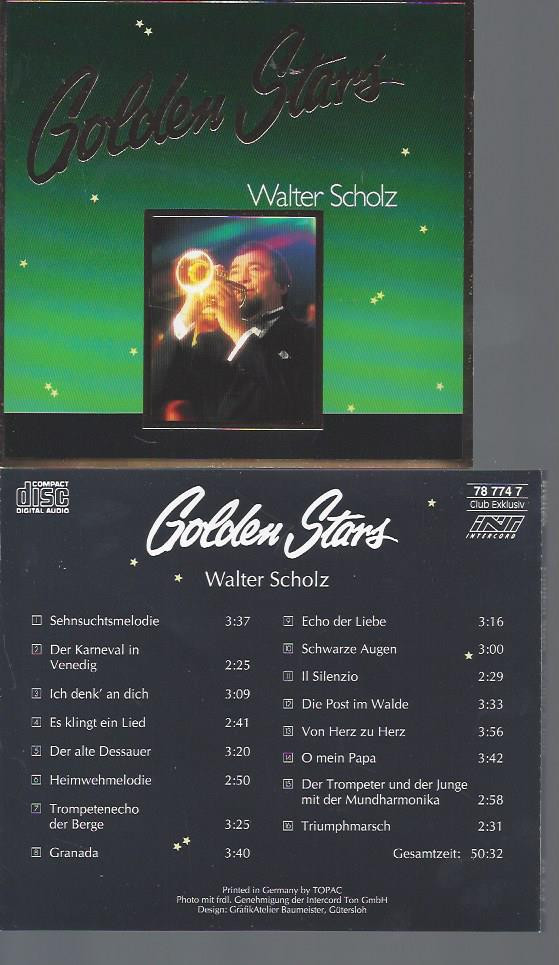 Golden Stars
Walter Scholz
COMPACT
disc
DIGITAL AUDIO
Golden Stars
78 774 7
Club Exklusiv
INT
INTERCORD
Walter Scholz
1 Sehnsuchtsmelodie 3:37
2 Der Karneval in
Venedig 2:25
3 Ich denk' an dich 3:09
4 Es klingt ein Lied 2:41
5 Der alte Dessauer 3:20
6 Heimwehmelodie 2:50
7 Trompetenecho
der Berge 3:25
8 Granada 3:40
9 Echo der Liebe 3:16
10 Schwarze Augen 3:00
11 Il Silenzio 2:29
12 Die Post im Walde 3:33
13 Von Herz zu Herz 3:56
14 O mein Papa 3:42
15 Der Trompeter und der Junge
mit der Mundharmonika 2:58
16 Triumphmarsch 2:31
Gesamtzeit: 50:32
Printed in Germany by TOPAC
Photo mit frdl. Genehmigung der Intercord Ton GmbH
Design: GrafikAtelier Baumeister, Gütersloh